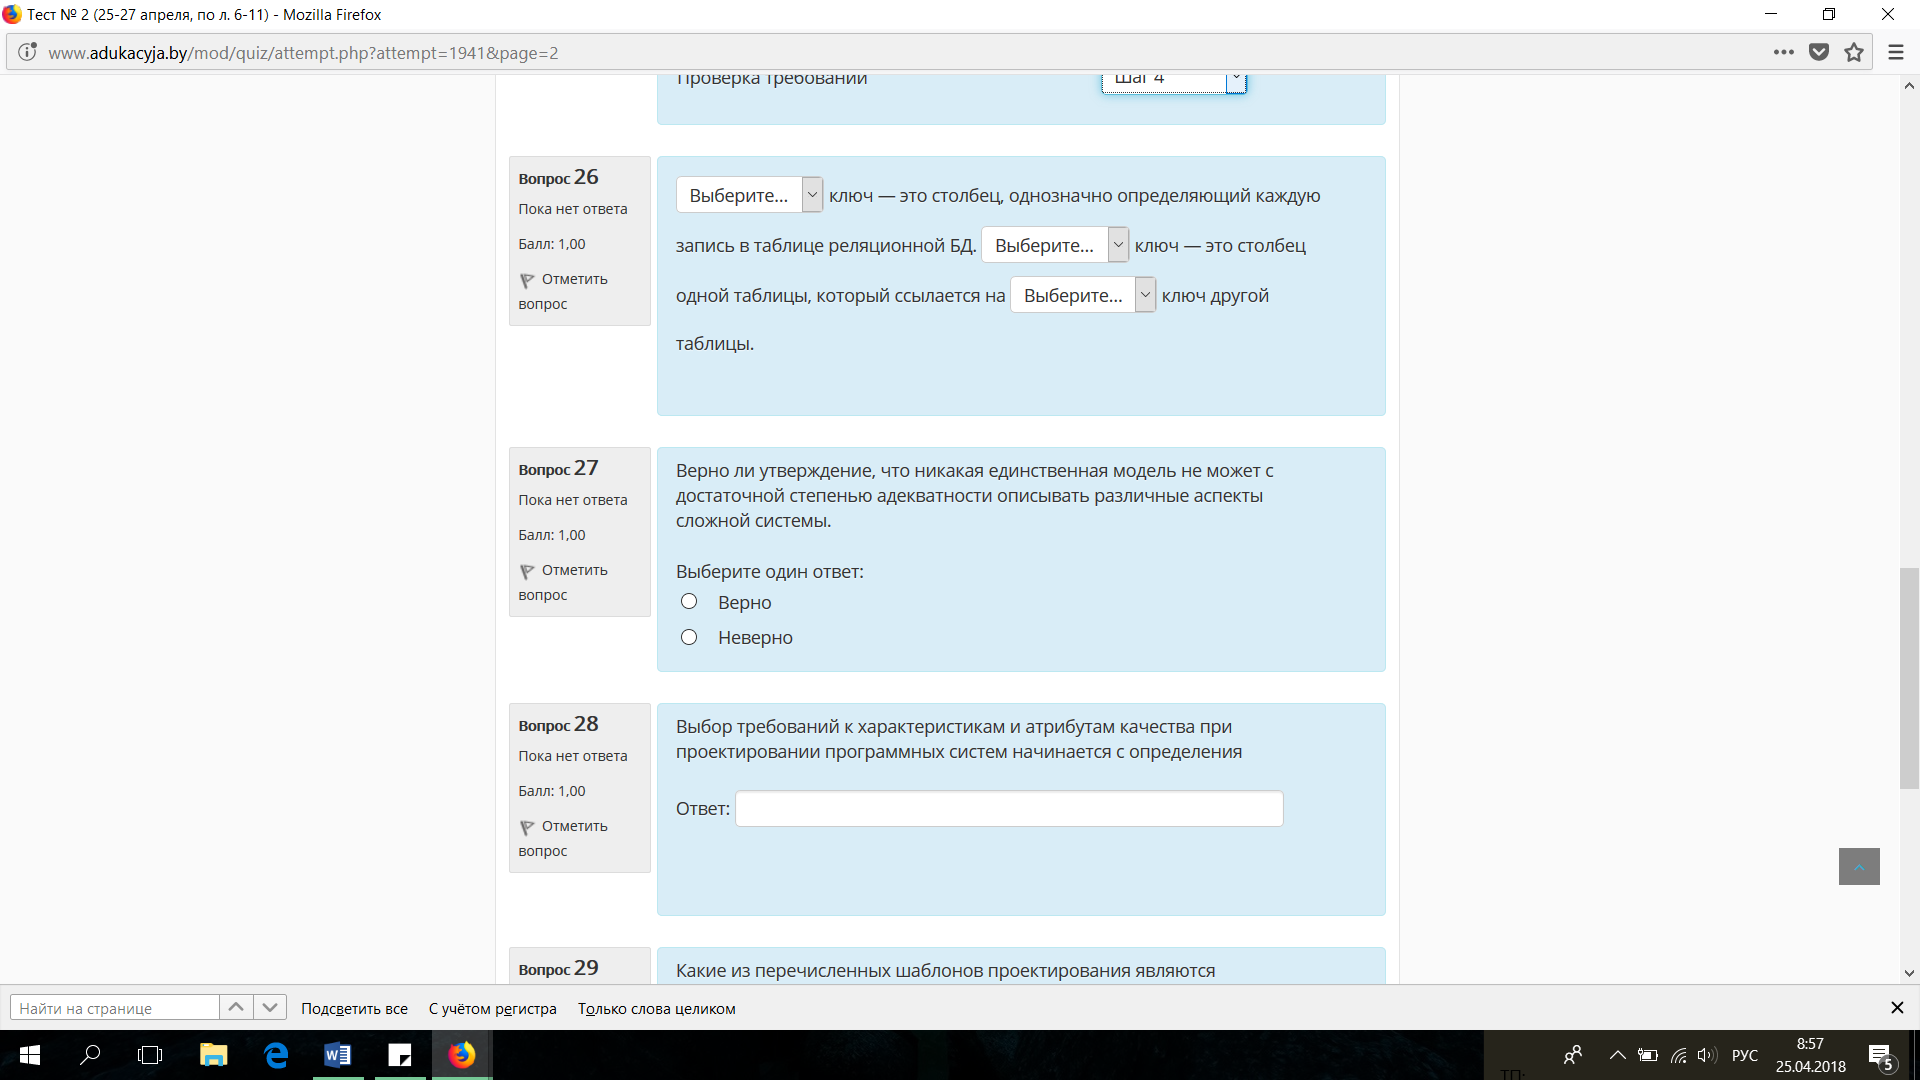 Тест № 2 (25-27 апреля, по л. 6-11) - Mozilla Firefox
www.adukacyja.by/mod/quiz/attempt.php?attempt=1941&page=2
Проверка требований
Шаг 4
Вопрос 26
Пока нет ответа
Балл: 1,00
Отметить
вопрос
Выберите... ключ — это столбец, однозначно определяющий каждую
запись в таблице реляционной БД. Выберите... ключ — это столбец
одной таблицы, который ссылается на Выберите... ключ другой
таблицы.
Вопрос 27
Пока нет ответа
Балл: 1,00
Отметить
вопрос
Верно ли утверждение, что никакая единственная модель не может с
достаточной степенью адекватности описывать различные аспекты
сложной системы.
Выберите один ответ:
Верно
Неверно
Вопрос 28
Пока нет ответа
Балл: 1,00
Отметить
вопрос
Выбор требований к характеристикам и атрибутам качества при
проектировании программных систем начинается с определения
Ответ:
Вопрос 29
Какие из перечисленных шаблонов проектирования являются
Найти на странице
Подсветить все
С учётом регистра
Только слова целиком
РУС
8:57
25.04.2018
5